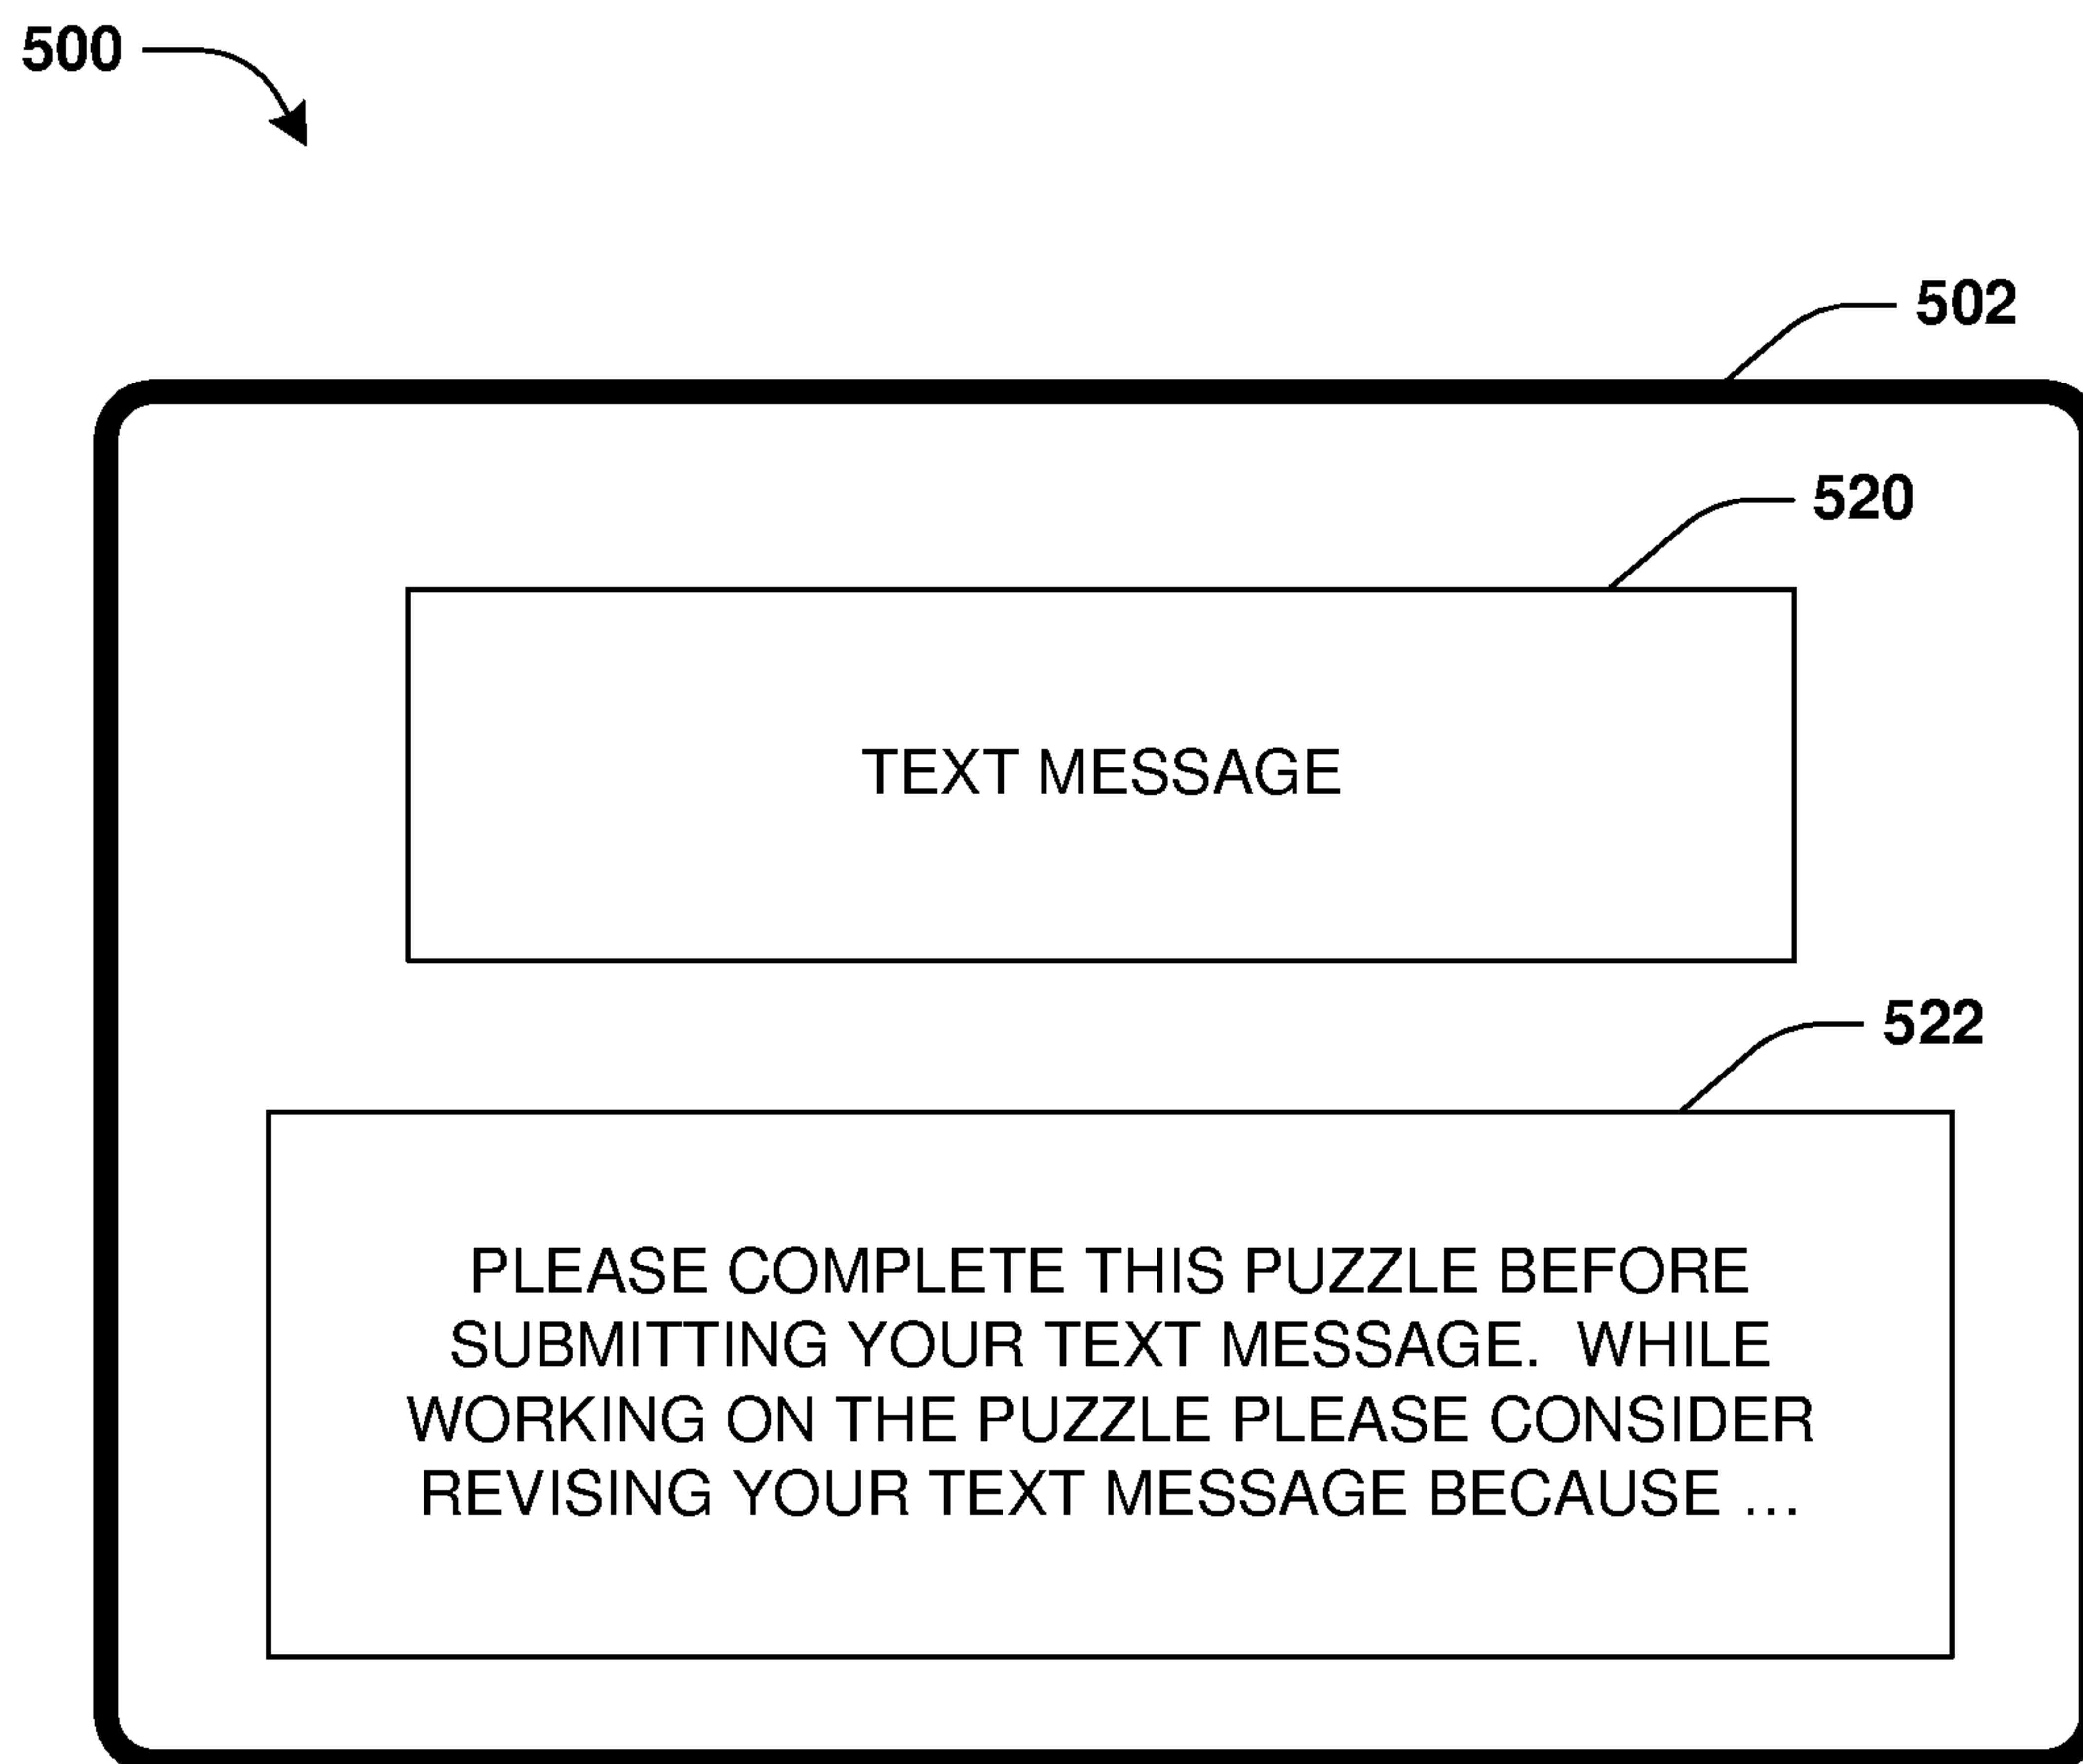 500
502
520
TEXT MESSAGE
522
PLEASE COMPLETE THIS PUZZLE BEFORE
SUBMITTING YOUR TEXT MESSAGE.  WHILE
WORKING ON THE PUZZLE PLEASE CONSIDER
REVISING YOUR TEXT MESSAGE BECAUSE ...